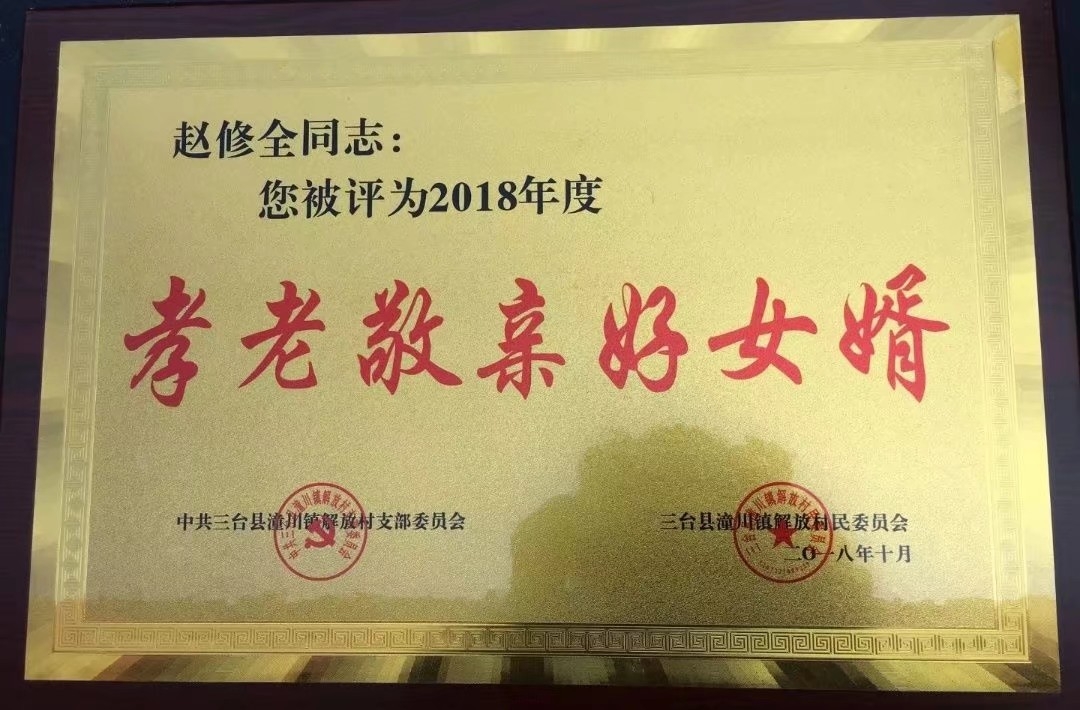 赵修全同志：
您被评为2018年度
孝老敬亲好女婿
中共三台县潼川镇解放村支部委员会
三台县潼川镇解放村民委员会
二〇一八年十月